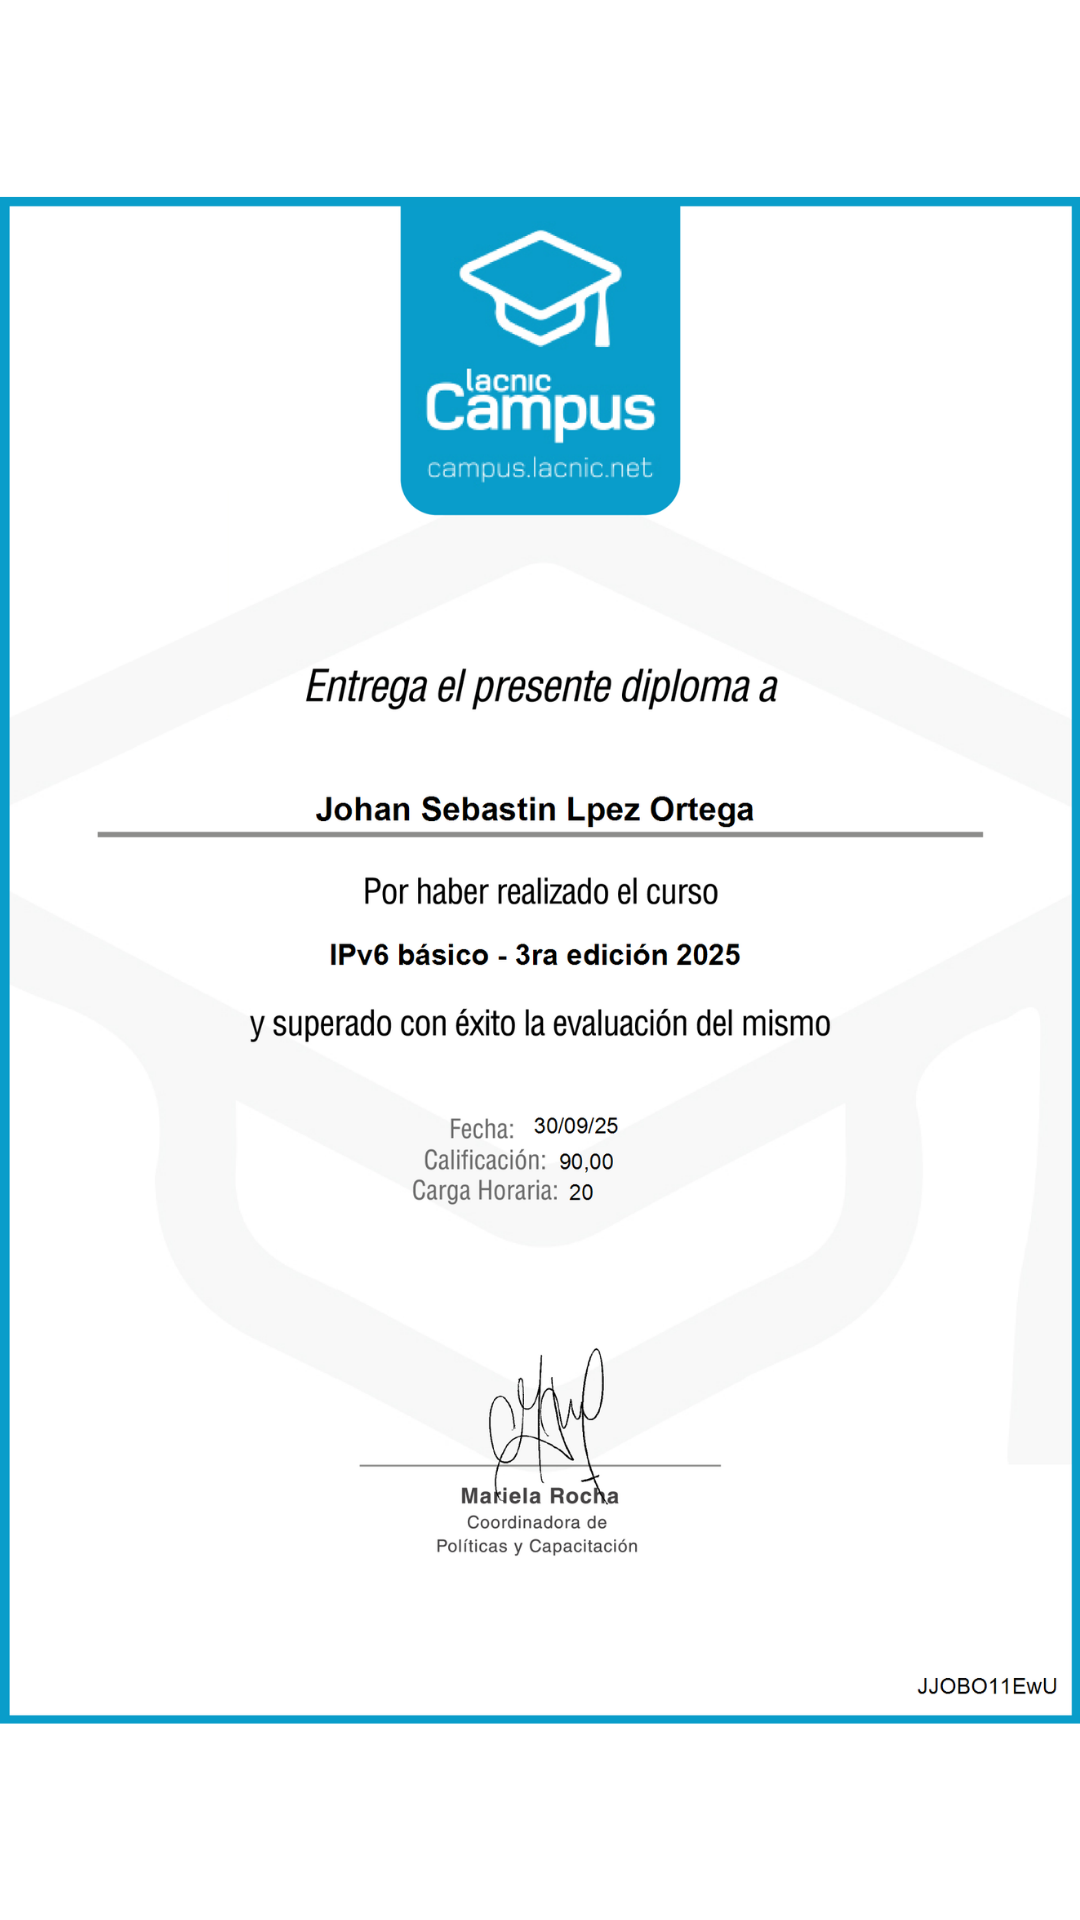 lacnic
Campus
campus.lacnic.net
Entrega el presente diploma a
Johan Sebastin Lpez Ortega
Por haber realizado el curso
IPv6 básico - 3ra edición 2025
y superado con éxito la evaluación del mismo
Fecha: 30/09/25
Calificación: 90,00
Carga Horaria: 20
Mariela Rocha
Coordinadora de
Políticas y Capacitación
JJOBO11EwU